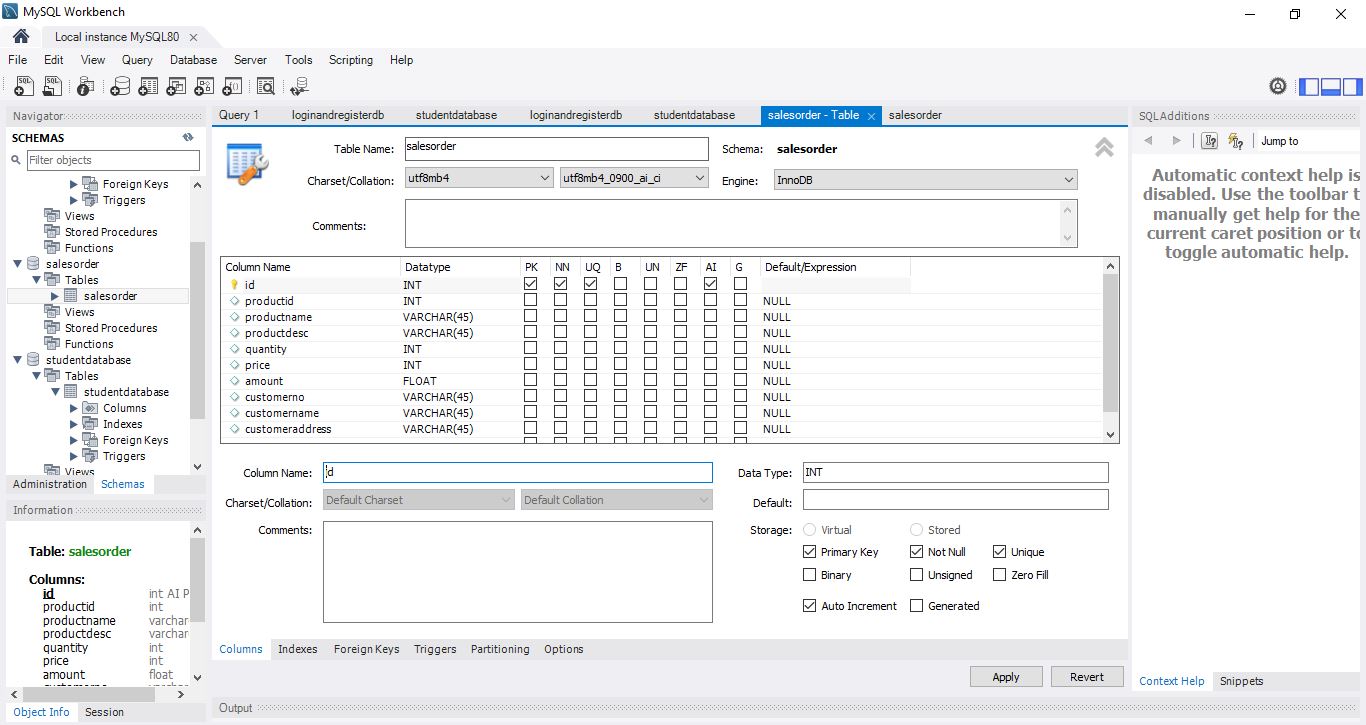 MySQL Workbench
Local instance MySQL80
File Edit View Query Database Server Tools Scripting Help
Navigator
SCHEMAS
Filter objects
Foreign Keys
Triggers
Views
Stored Procedures
Functions
salesorder
Tables
salesorder
Views
Stored Procedures
Functions
studentdatabase
Tables
studentdatabase
Columns
Indexes
Foreign Keys
Triggers
Views
Administration Schemas
Information
Table: salesorder
Columns:
id int AI P
productid int
productname varchar
productdesc varchar
quantity int
price int
amount float
Object Info Session
Query 1 loginandregisterdb studentdatabase loginandregisterdb studentdatabase salesorder - Table salesorder
Table Name: salesorder Schema: salesorder
Charset/Collation: utf8mb4 utf8mb4_0900_ai_ci Engine: InnoDB
Comments:
Column Name Datatype PK NN UQ B UN ZF AI G Default/Expression
id INT
productid INT NULL
productname VARCHAR(45) NULL
productdesc VARCHAR(45) NULL
quantity INT NULL
price INT NULL
amount FLOAT NULL
customerno VARCHAR(45) NULL
customername VARCHAR(45) NULL
customeraddress VARCHAR(45) NULL
Column Name: id Data Type: INT
Charset/Collation: Default Charset Default Collation Default:
Comments: Storage: Virtual Stored
Primary Key Not Null Unique
Binary Unsigned Zero Fill
Auto Increment Generated
Columns Indexes Foreign Keys Triggers Partitioning Options
Apply Revert
Output
SQLAdditions
Jump to
Automatic context help is
disabled. Use the toolbar t
manually get help for the
current caret position or to
toggle automatic help.
Context Help Snippets